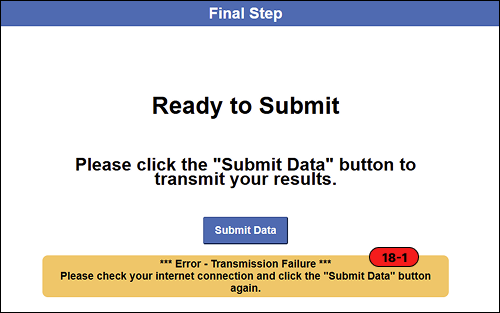 Final Step
Ready to Submit
Please click the "Submit Data" button to
transmit your results.
Submit Data
18-1
*** Error - Transmission Failure ***
Please check your internet connection and click the "Submit Data" button
again.